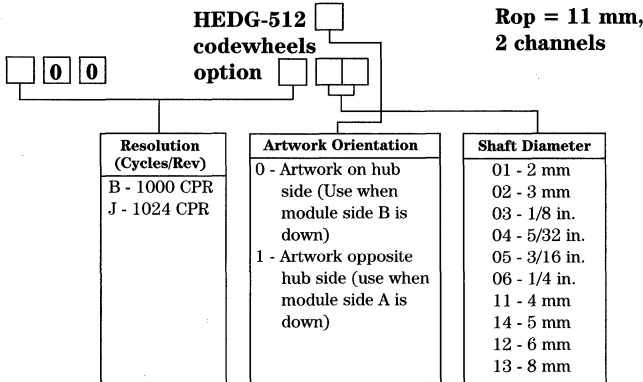 HEDG-512
codewheels
option
Rop = 11 mm,
2 channels
0 0
Resolution
(Cycles/Rev)
B - 1000 CPR
J - 1024 CPR
Artwork Orientation
0 - Artwork on hub
side (Use when
module side B is
down)
1 - Artwork opposite
hub side (use when
module side A is
down)
Shaft Diameter
01 - 2 mm
02 - 3 mm
03 - 1/8 in.
04 - 5/32 in.
05 - 3/16 in.
06 - 1/4 in.
11 - 4 mm
14 - 5 mm
12 - 6 mm
13 - 8 mm